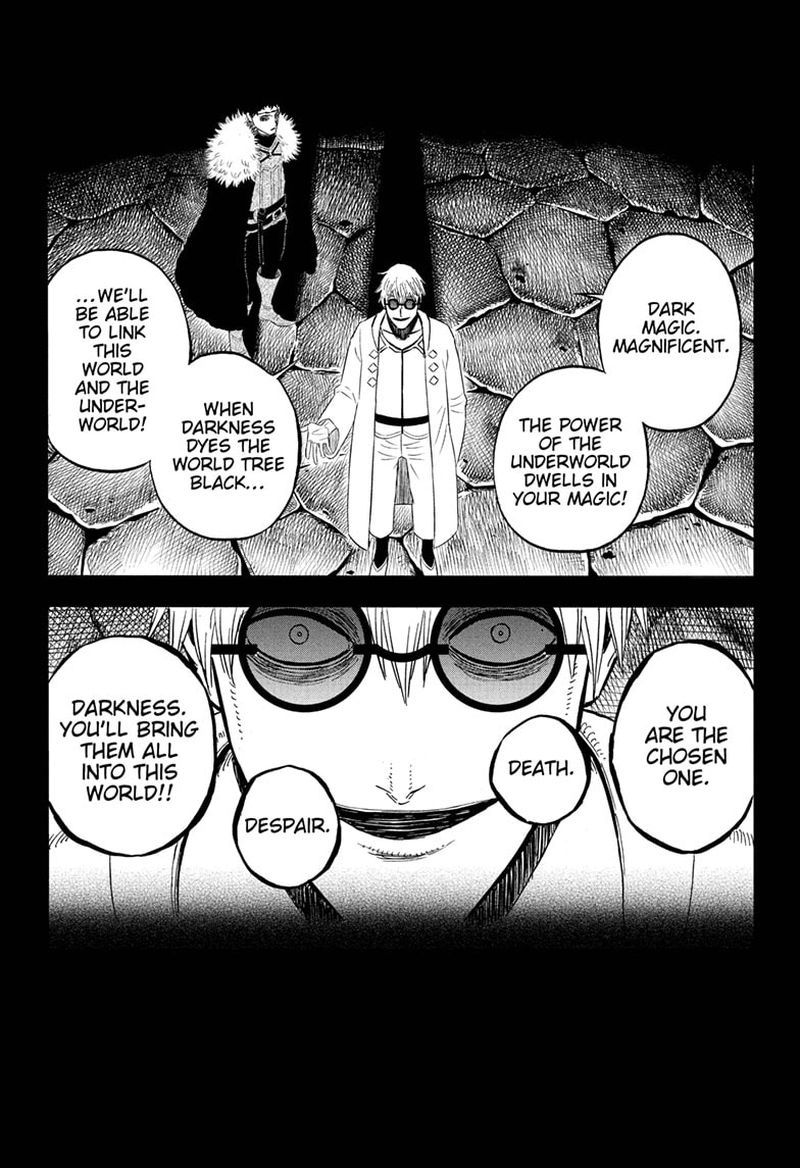 DARK
MAGIC.
MAGNIFICENT.
THE POWER
OF THE
UNDERWORLD
DWELLS IN
YOUR MAGIC!
WHEN
DARKNESS
DYES THE
WORLD TREE
BLACK...
...WE'LL
BE ABLE
TO LINK
THIS
WORLD
AND THE
UNDER-
WORLD!
YOU
ARE THE
CHOSEN
ONE.
DEATH.
DESPAIR.
DARKNESS.
YOU'LL BRING
THEM ALL
INTO THIS
WORLD!!